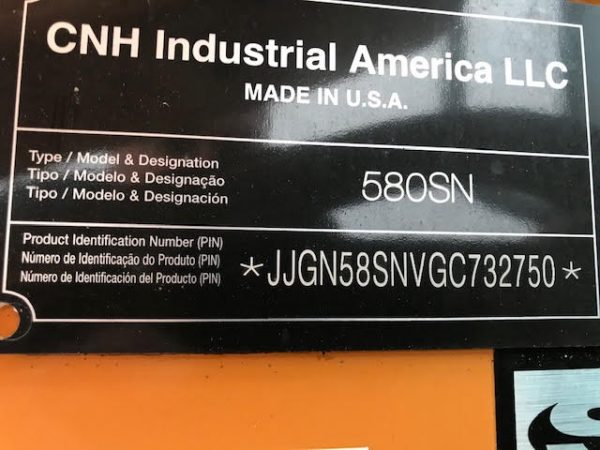 CNH Industrial America LLC
MADE IN U.S.A.
Type / Model & Designation
Tipo / Modelo & Designação
Tipo / Modelo & Designación
580SN
Product Identification Number (PIN)
Número de Identificação do Produto (PIN)
Número de Identificación del Producto (PIN)
*JJGN58SNVGC732750*